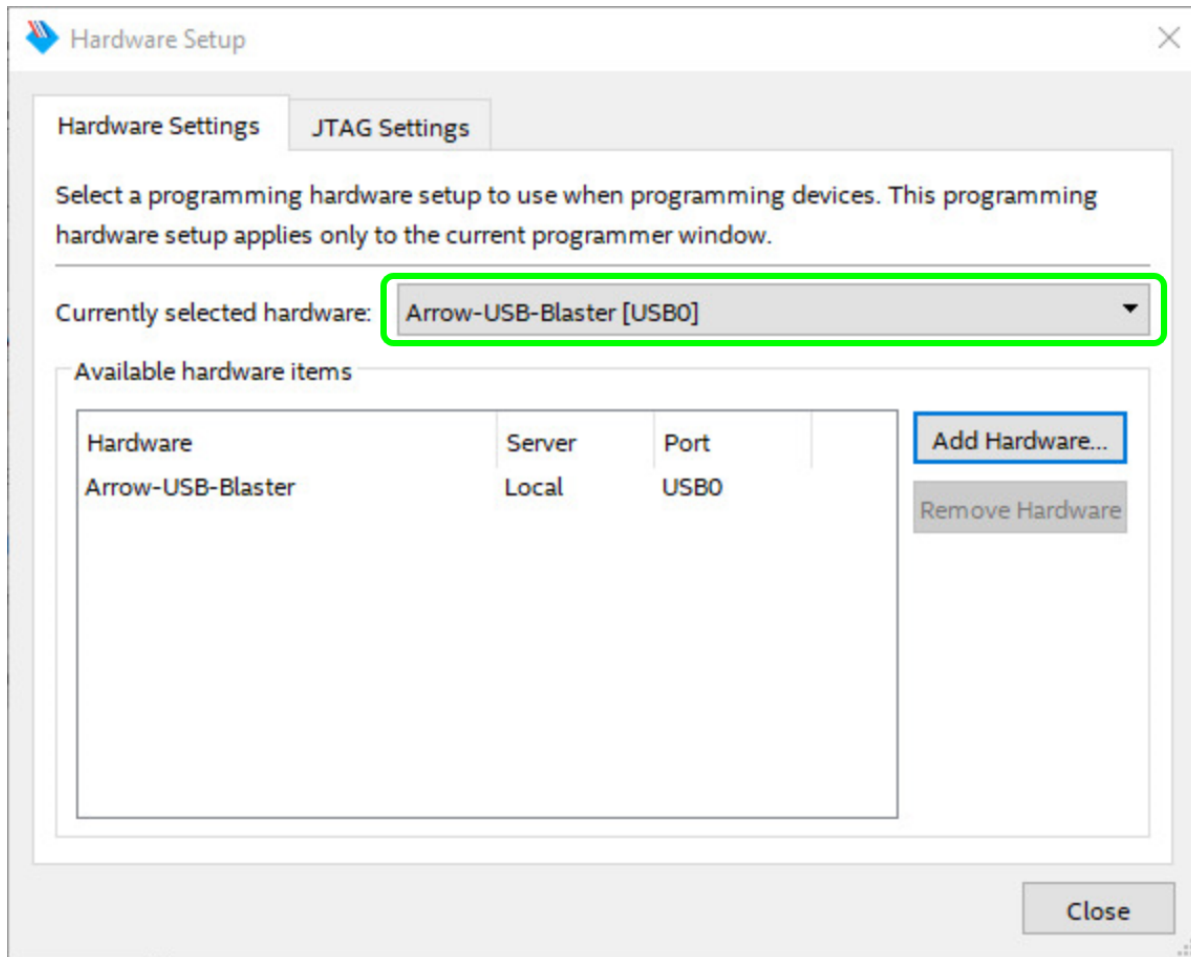 Hardware Setup
Hardware Settings
JTAG Settings
Select a programming hardware setup to use when programming devices. This programming
hardware setup applies only to the current programmer window.
Currently selected hardware: Arrow-USB-Blaster [USB0]
Available hardware items
Hardware Server Port
Arrow-USB-Blaster Local USB0
Add Hardware...
Remove Hardware
Close